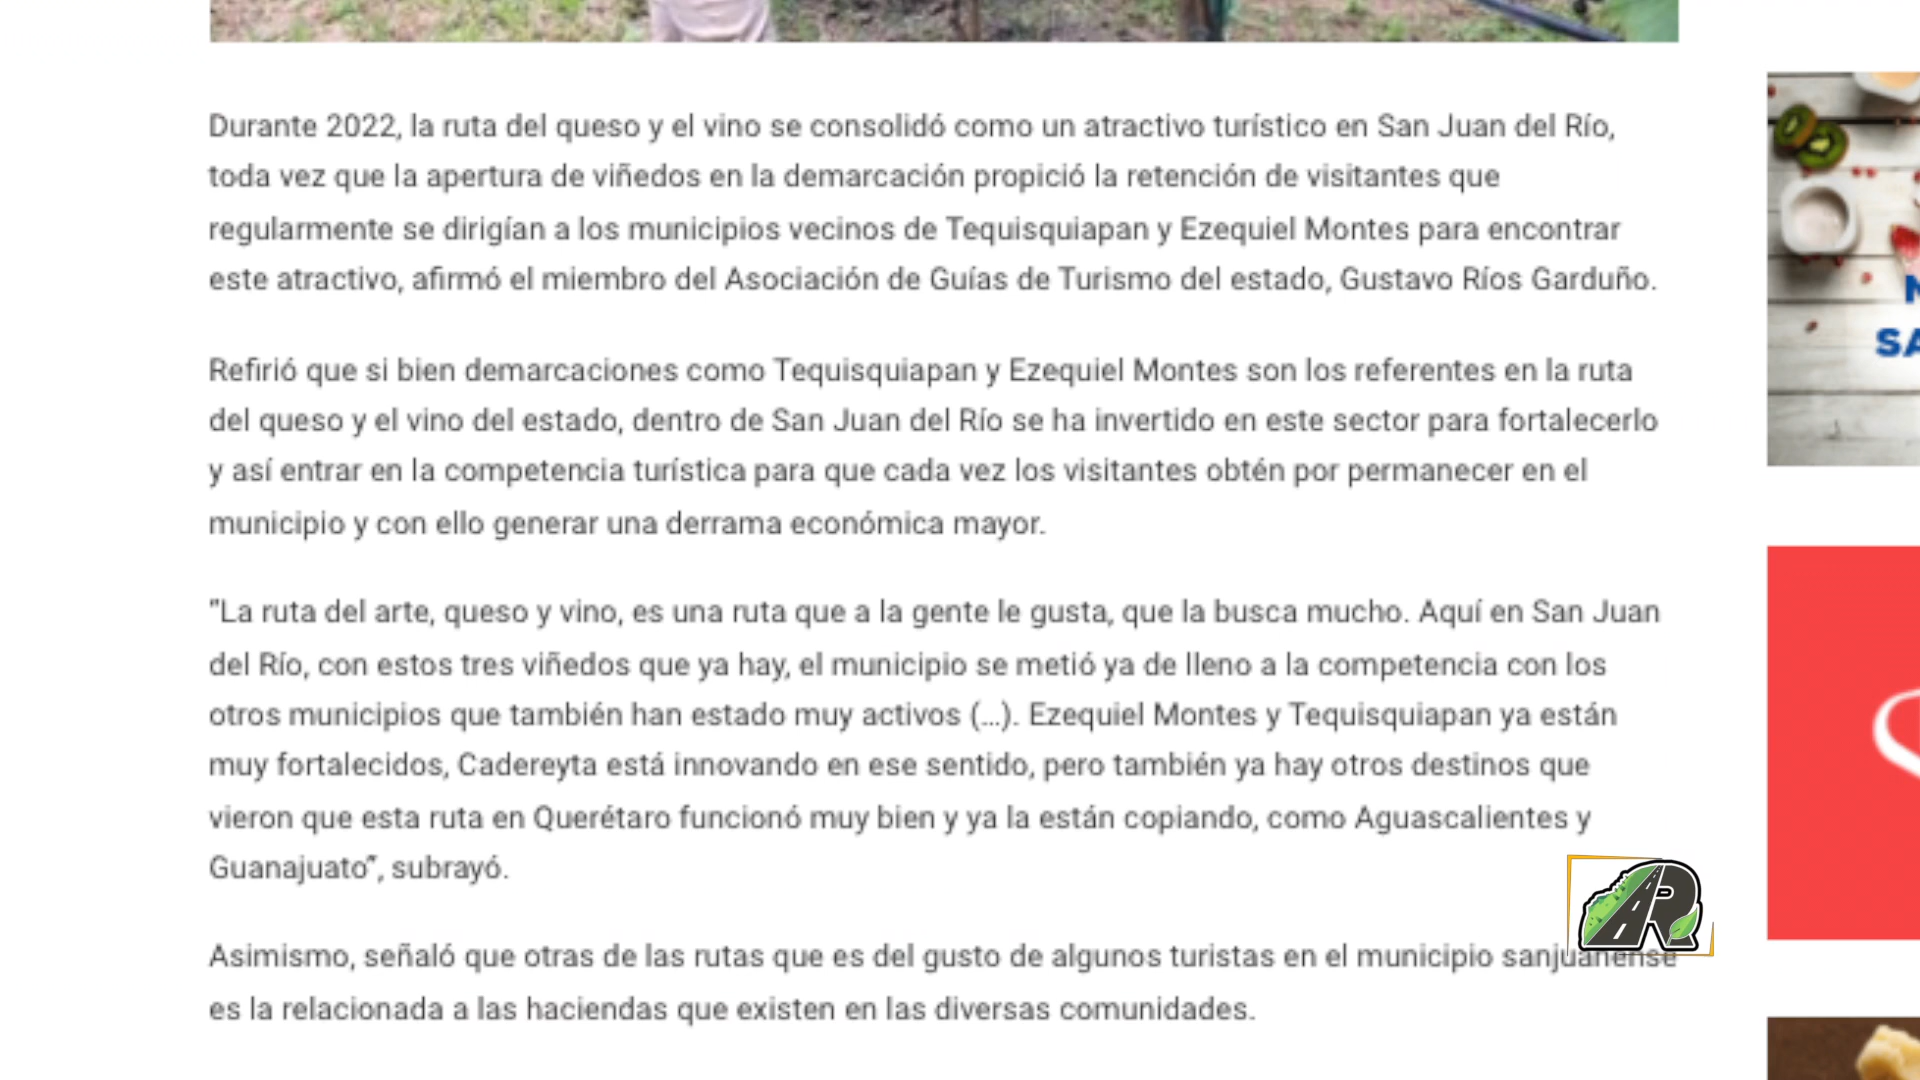 Durante 2022, la ruta del queso y el vino se consolidó como un atractivo turístico en San Juan del Río,
toda vez que la apertura de viñedos en la demarcación propició la retención de visitantes que
regularmente se dirigían a los municipios vecinos de Tequisquiapan y Ezequiel Montes para encontrar
este atractivo, afirmó el miembro del Asociación de Guías de Turismo del estado, Gustavo Ríos Garduño.
Refirió que si bien demarcaciones como Tequisquiapan y Ezequiel Montes son los referentes en la ruta
del queso y el vino del estado, dentro de San Juan del Río se ha invertido en este sector para fortalecerlo
y así entrar en la competencia turística para que cada vez los visitantes obtén por permanecer en el
municipio y con ello generar una derrama económica mayor.
"La ruta del arte, queso y vino, es una ruta que a la gente le gusta, que la busca mucho. Aquí en San Juan
del Río, con estos tres viñedos que ya hay, el municipio se metió ya de lleno a la competencia con los
otros municipios que también han estado muy activos (...). Ezequiel Montes y Tequisquiapan ya están
muy fortalecidos, Cadereyta está innovando en ese sentido, pero también ya hay otros destinos que
vieron que esta ruta en Querétaro funcionó muy bien y ya la están copiando, como Aguascalientes y
Guanajuato”, subrayó.
Asimismo, señaló que otras de las rutas que es del gusto de algunos turistas en el municipio sanjuanense
es la relacionada a las haciendas que existen en las diversas comunidades.
R